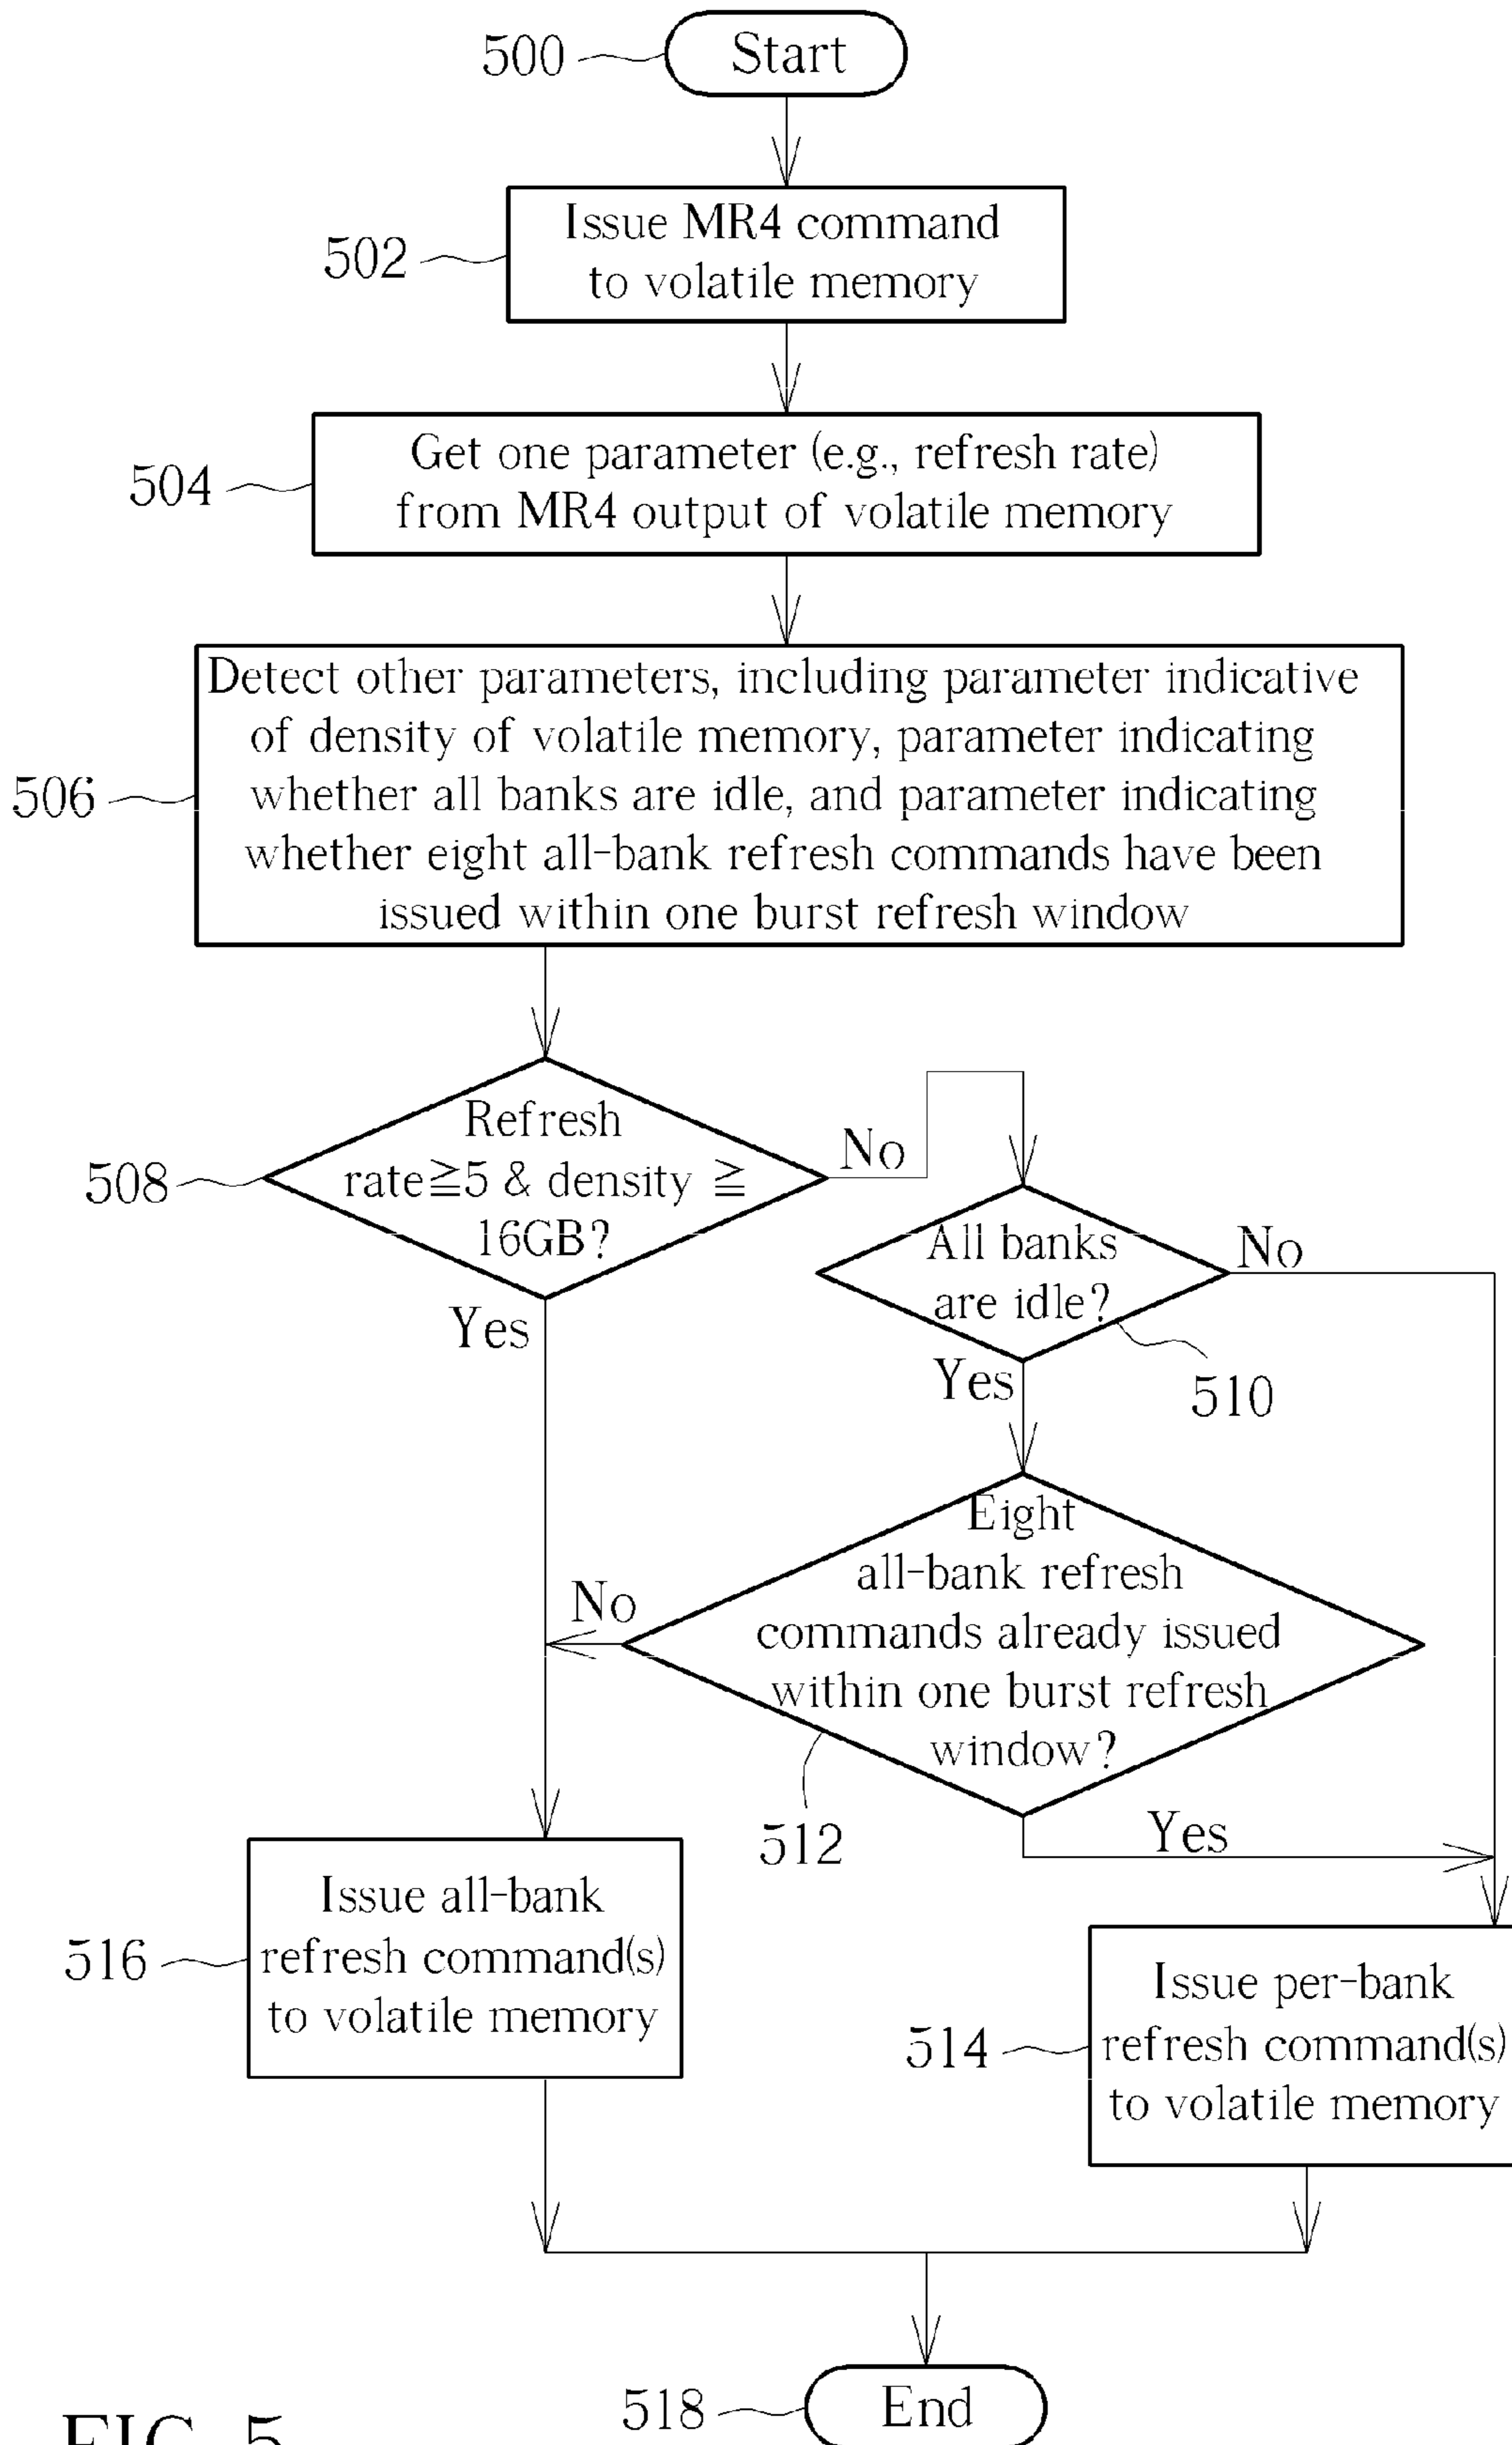 500
Start
502
Issue MR4 command
to volatile memory
504
Get one parameter (e.g., refresh rate)
from MR4 output of volatile memory
506
Detect other parameters, including parameter indicative
of density of volatile memory, parameter indicating
whether all banks are idle, and parameter indicating
whether eight all-bank refresh commands have been
issued within one burst refresh window
508
Refresh
rate≧5 & density ≧
16GB?
No
Yes
All banks
are idle?
No
Yes
510
Eight
all-bank refresh
commands already issued
within one burst refresh
window?
No
Yes
512
516
Issue all-bank
refresh command(s)
to volatile memory
514
Issue per-bank
refresh command(s)
to volatile memory
518
End
FIG. 5